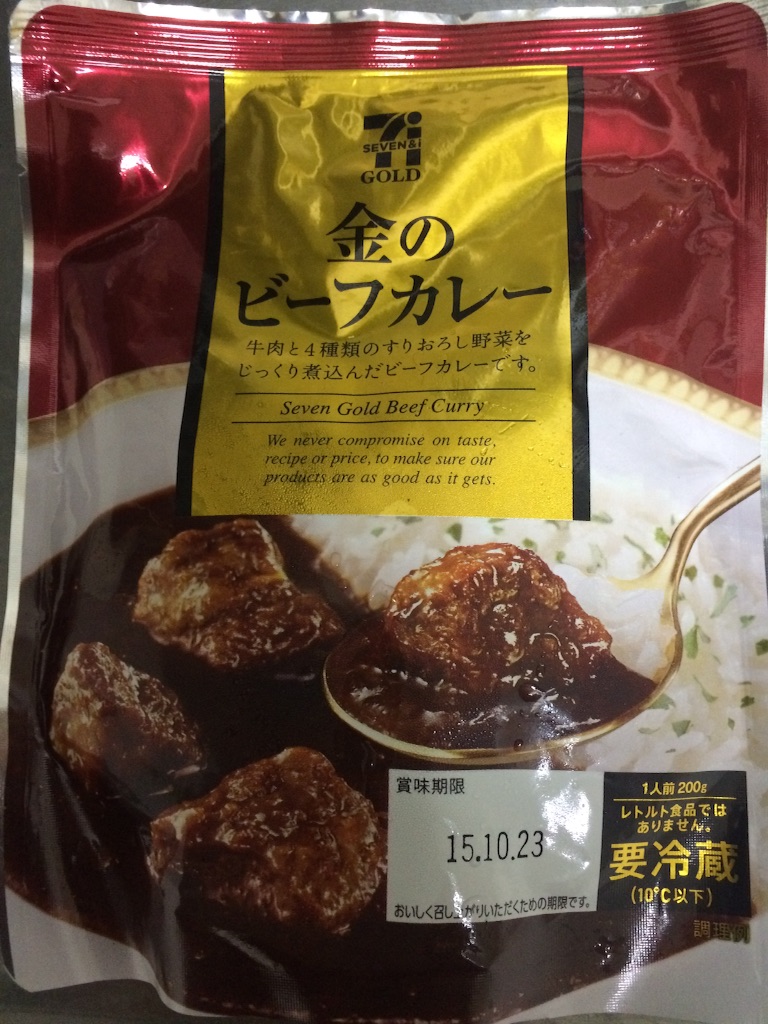 7i
SEVEN&i
GOLD
金の
ビーフカレー
牛肉と4種類のすりおろし野菜を
じっくり煮込んだビーフカレーです。
Seven Gold Beef Curry
We never compromise on taste,
recipe or price, to make sure our
products are as good as it gets.
賞味期限
15.10.23
おいしく召し上がりいただくための期限です。
1人前 200g
レトルト食品では
ありません。
要冷蔵
(10℃以下)
調理例